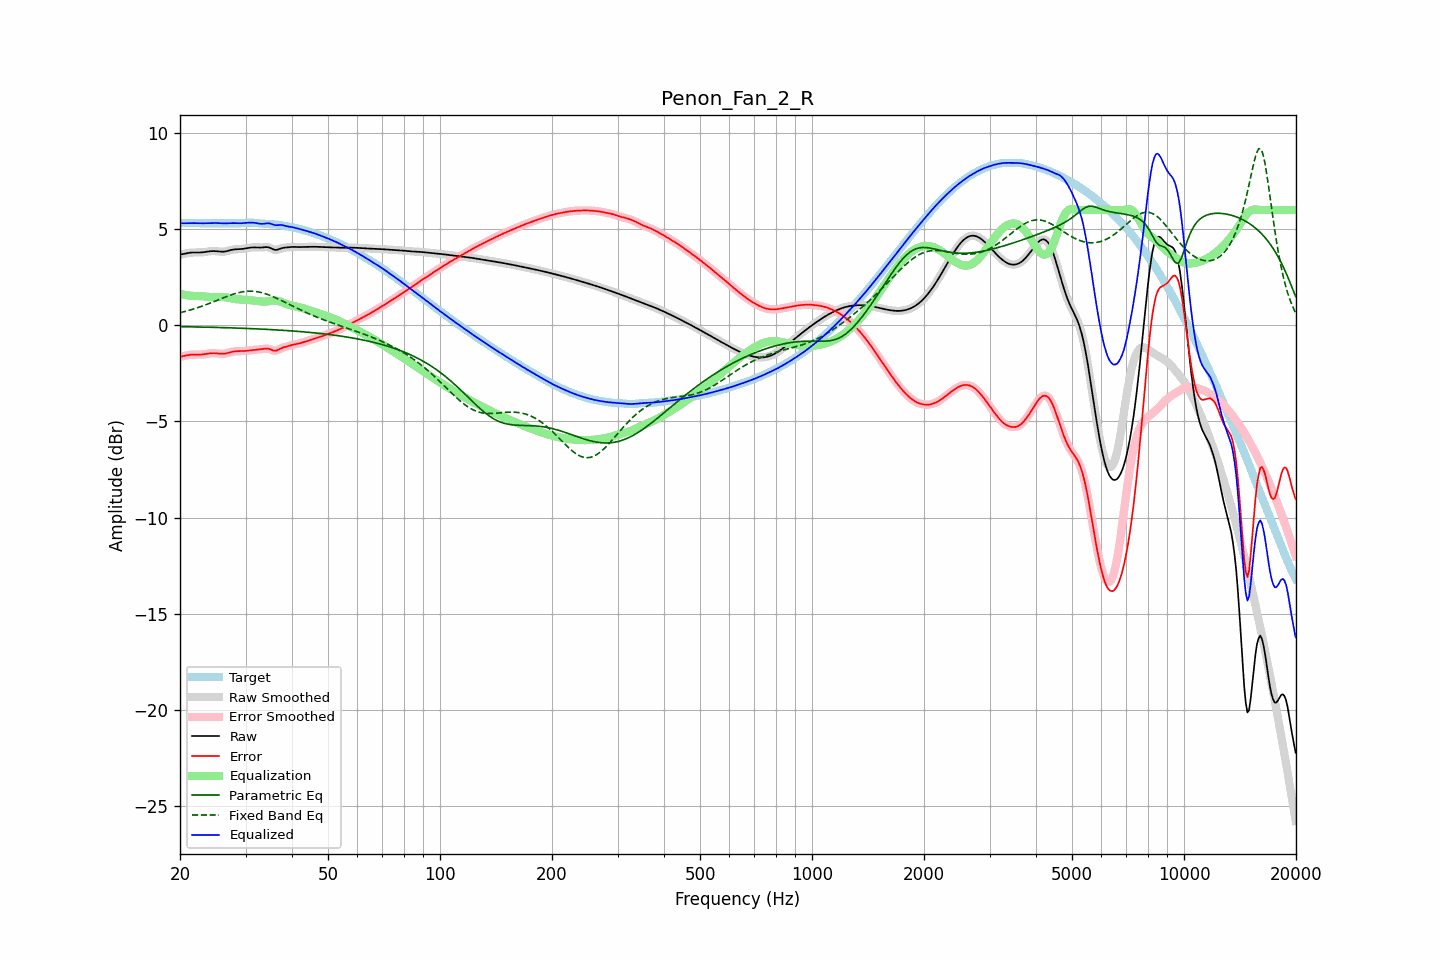 Penon_Fan_2_R
Amplitude (dBr)
10
5
0
−5
−10
−15
−20
−25
Target
Raw Smoothed
Error Smoothed
Raw
Error
Equalization
Parametric Eq
Fixed Band Eq
Equalized
20 50 100 200 500 1000 2000 5000 10000 20000
Frequency (Hz)